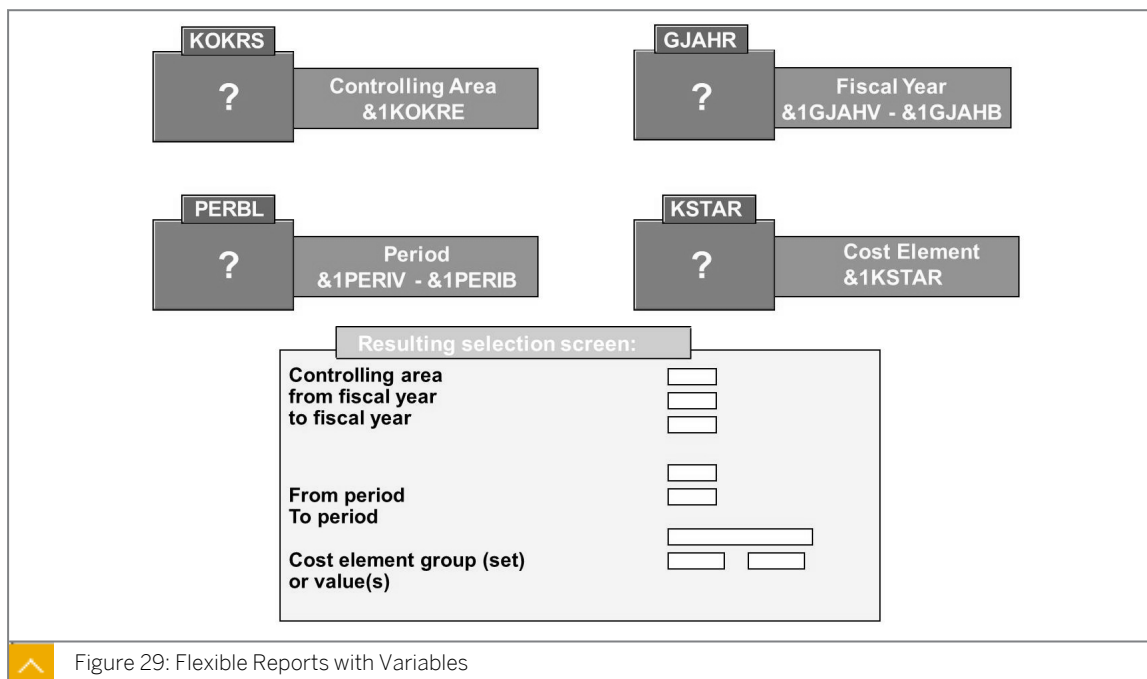 KOKRS
?
Controlling Area
&1KOKRE
GJAHR
?
Fiscal Year
&1GJAHV - &1GJAHB
PERBL
?
Period
&1PERIV - &1PERIB
KSTAR
?
Cost Element
&1KSTAR
Resulting selection screen:
Controlling area
from fiscal year
to fiscal year
From period
To period
Cost element group (set)
or value(s)
Figure 29: Flexible Reports with Variables